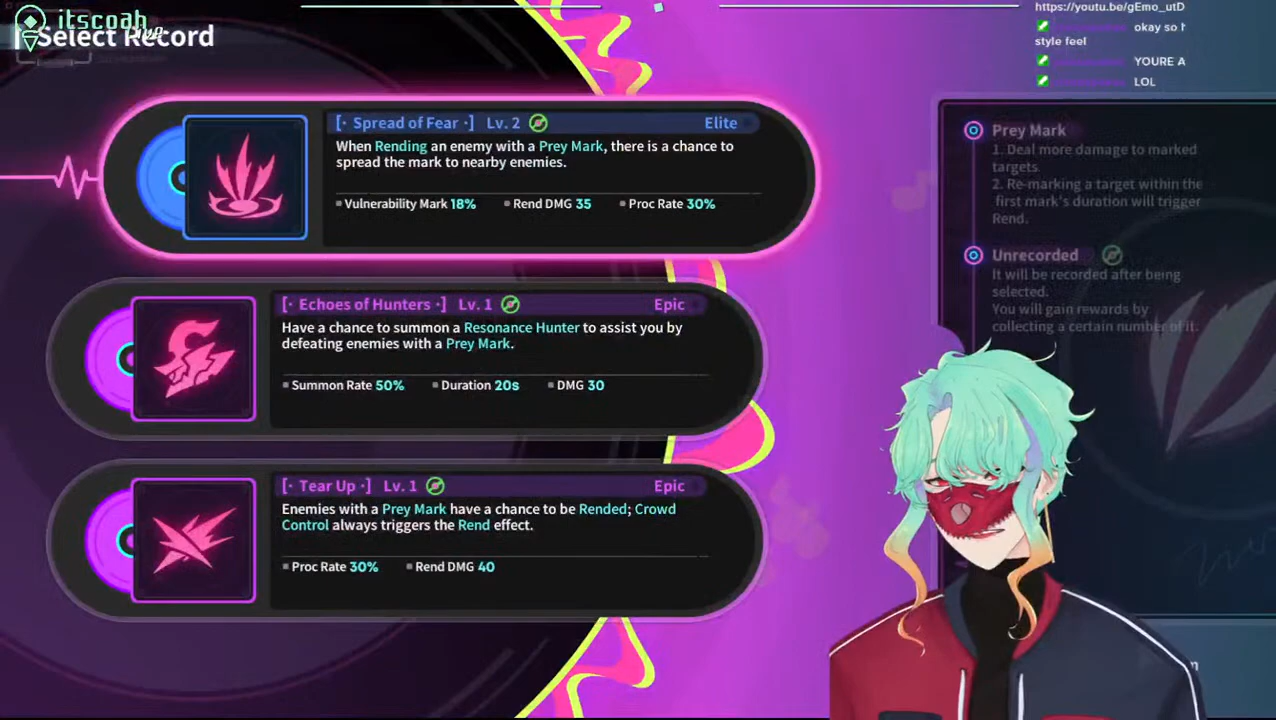 itscoah
live
Select Record
https://youtu.be/gEmo_utD
okay so h
style feel
YOURE A
LOL
[· Spread of Fear ·] Lv. 2 Elite
When Rending an enemy with a Prey Mark, there is a chance to
spread the mark to nearby enemies.
Vulnerability Mark 18% Rend DMG 35 Proc Rate 30%
[· Echoes of Hunters ·] Lv. 1 Epic
Have a chance to summon a Resonance Hunter to assist you by
defeating enemies with a Prey Mark.
Summon Rate 50% Duration 20s DMG 30
[· Tear Up ·] Lv. 1 Epic
Enemies with a Prey Mark have a chance to be Rended; Crowd
Control always triggers the Rend effect.
Proc Rate 30% Rend DMG 40
Prey Mark
1. Deal more damage to marked
targets.
2. Re-marking a target within the
first mark's duration will trigger
Rend.
Unrecorded
It will be recorded after being
selected.
You will gain rewards by
collecting a certain number of it.